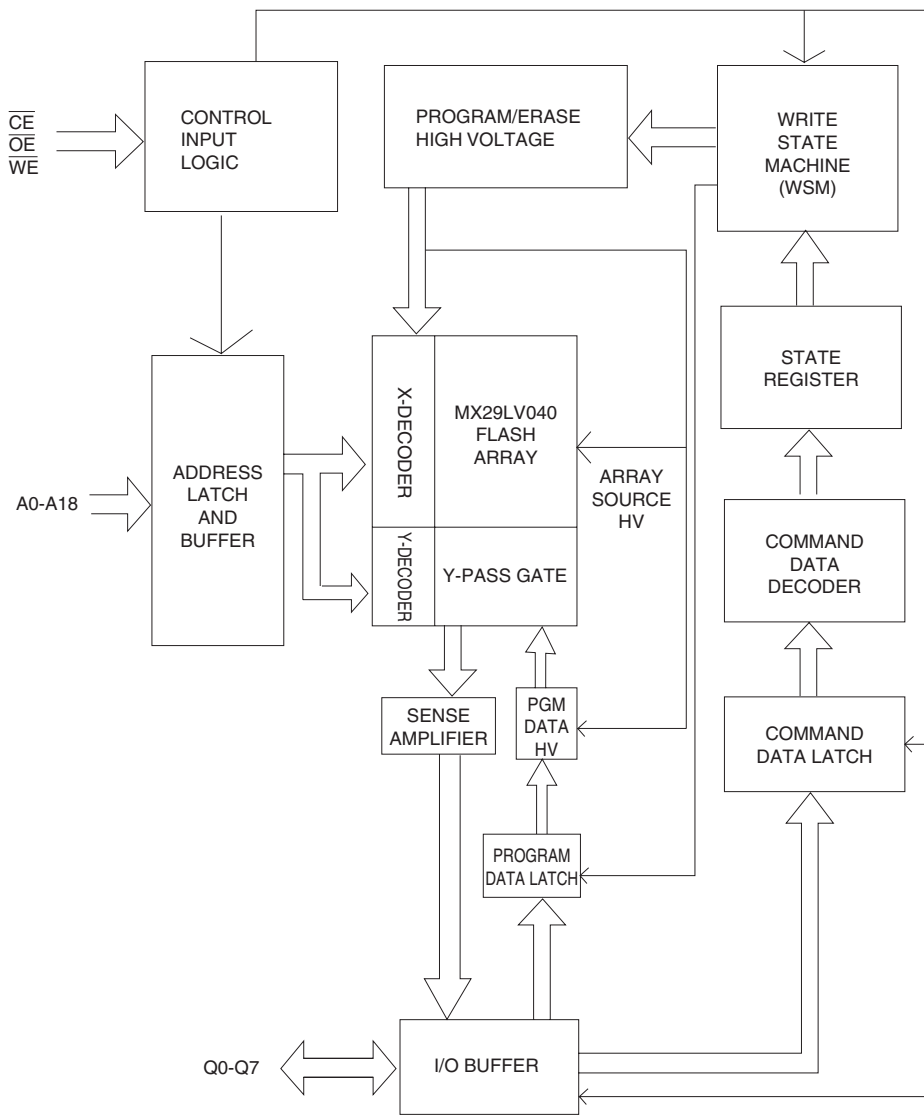 CE
OE
WE
CONTROL
INPUT
LOGIC
PROGRAM/ERASE
HIGH VOLTAGE
WRITE
STATE
MACHINE
(WSM)
STATE
REGISTER
A0-A18
ADDRESS
LATCH
AND
BUFFER
X-DECODER
MX29LV040
FLASH
ARRAY
ARRAY
SOURCE
HV
Y-DECODER
Y-PASS GATE
COMMAND
DATA
DECODER
SENSE
AMPLIFIER
PGM
DATA
HV
COMMAND
DATA LATCH
PROGRAM
DATA LATCH
Q0-Q7
I/O BUFFER